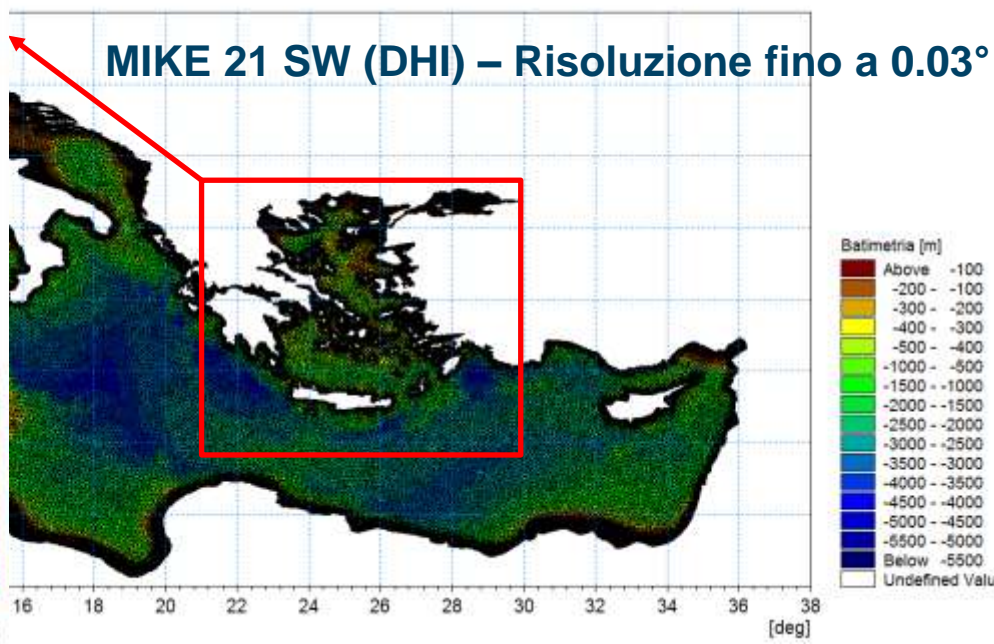 MIKE 21 SW (DHI) – Risoluzione fino a 0.03°
Batimetria [m]
Above -100
-200 - -100
-300 - -200
-400 - -300
-500 - -400
-1000 - -500
-1500 - -1000
-2000 - -1500
-2500 - -2000
-3000 - -2500
-3500 - -3000
-4000 - -3500
-4500 - -4000
-5000 - -4500
-5500 - -5000
Below -5500
Undefined Valu
16 18 20 22 24 26 28 30 32 34 36 38
[deg]